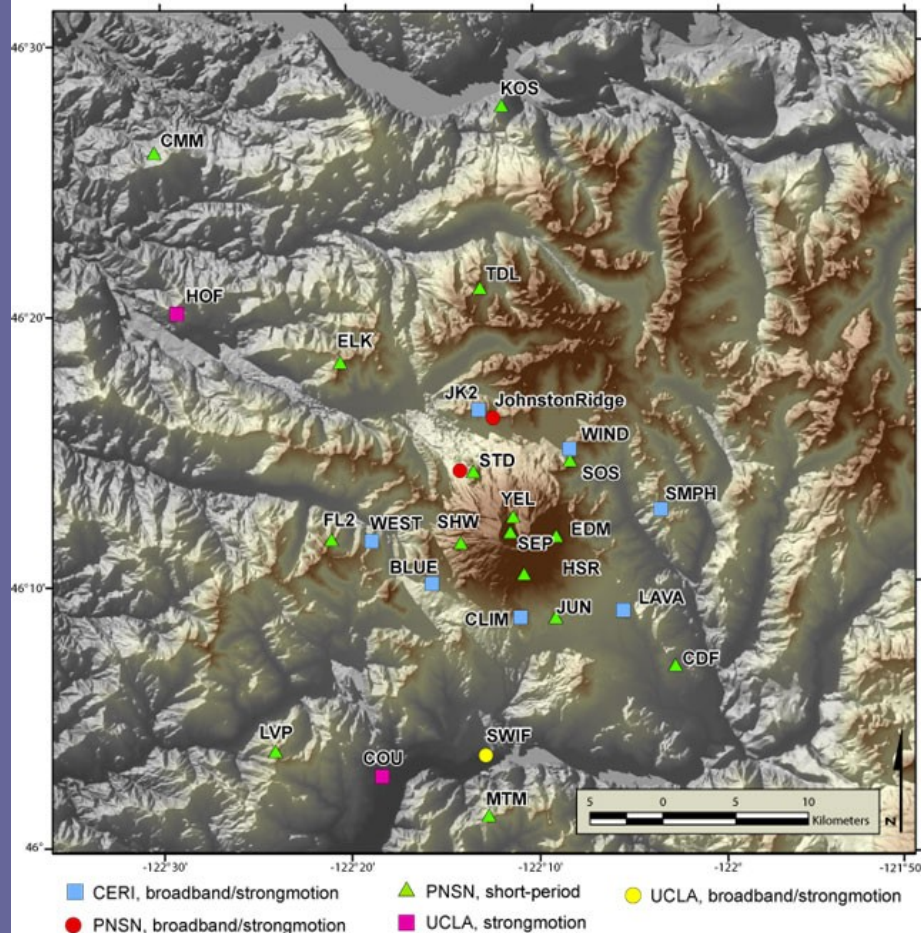 46°30'
KOS
CMM
TDL
HOF
46°20'
ELK
JK2
JohnstonRidge
WIND
STD
SOS
SMPH
YEL
FL2
WEST
SHW
EDM
SEP
BLUE
HSR
46°10'
LAVA
CLIM
JUN
CDF
LVP
SWIF
COU
MTM
5 0 5 10
Kilometers
N
46°
-122°30' -122°20' -122°10' -122° -121°50'
CERI, broadband/strongmotion
PNSN, short-period
UCLA, broadband/strongmotion
PNSN, broadband/strongmotion
UCLA, strongmotion